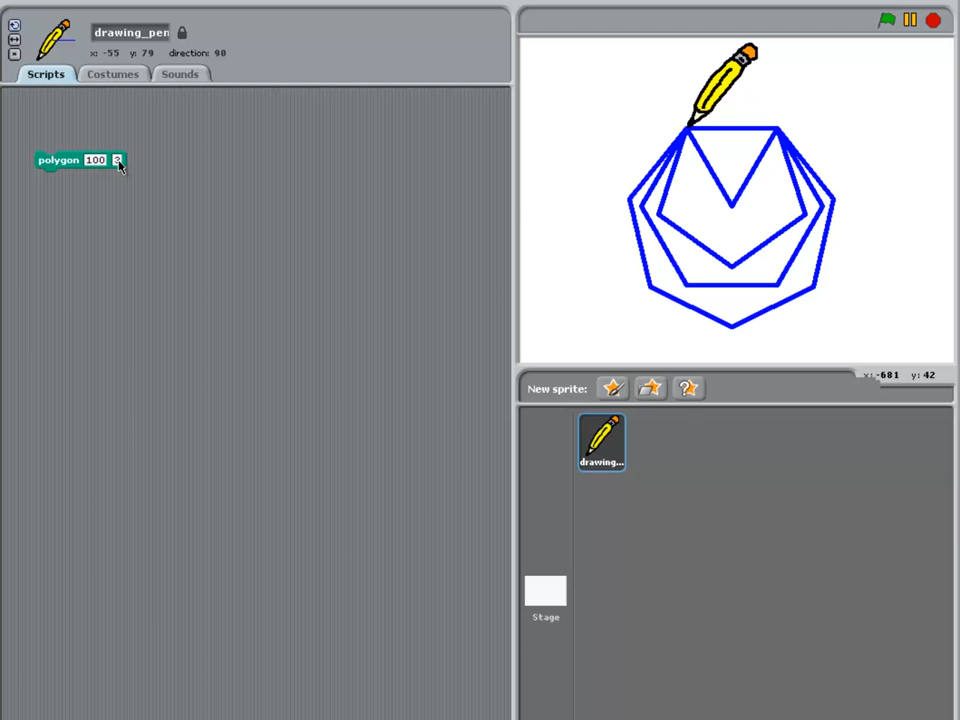 drawing_pen
x: -55 y: 79 direction: 90
Scripts Costumes Sounds
polygon 100
x: -681 y: 42
New sprite:
drawing...
Stage